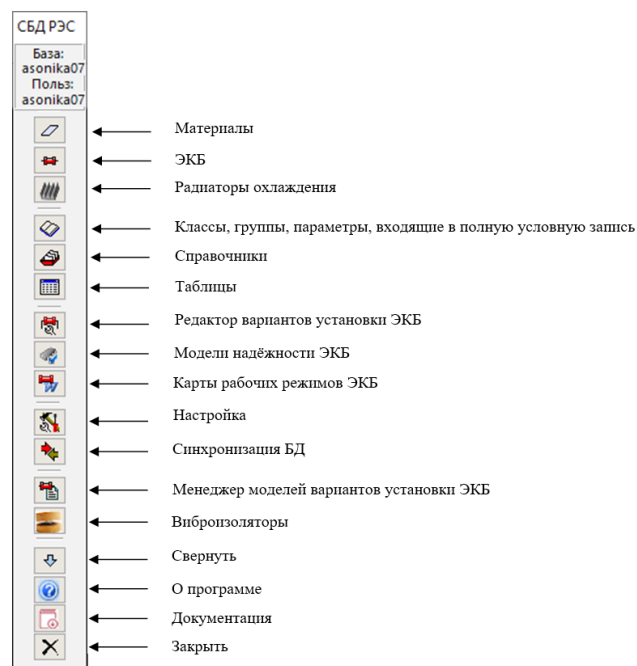 СБД РЭС
База:
asonika07
Польз:
asonika07
Материалы
ЭКБ
Радиаторы охлаждения
Классы, группы, параметры, входящие в полную условную запись
Справочники
Таблицы
Редактор вариантов установки ЭКБ
Модели надёжности ЭКБ
Карты рабочих режимов ЭКБ
Настройка
Синхронизация БД
Менеджер моделей вариантов установки ЭКБ
Виброизоляторы
Свернуть
О программе
Документация
Закрыть